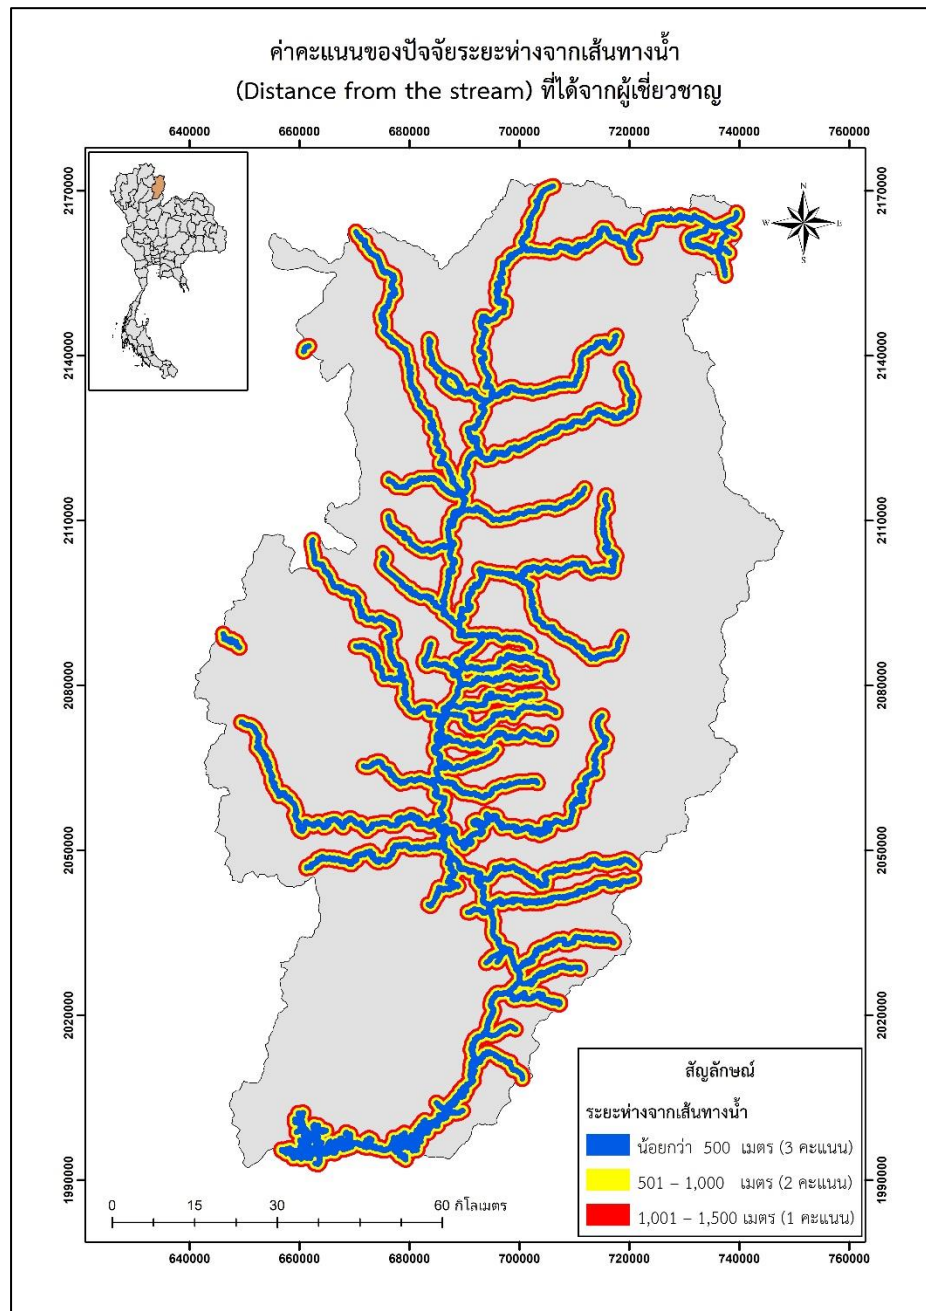 ค่าคะแนนของปัจจัยระยะห่างจากเส้นทางน้ำ
(Distance from the stream) ที่ได้จากผู้เชี่ยวชาญ
640000 660000 680000 700000 720000 740000 760000
2170000 2170000
N
W E
S
2140000 2140000
2110000 2110000
2080000 2080000
2050000 2050000
2020000 2020000
สัญลักษณ์
ระยะห่างจากเส้นทางน้ำ
น้อยกว่า 500 เมตร (3 คะแนน)
501 – 1,000 เมตร (2 คะแนน)
1,001 – 1,500 เมตร (1 คะแนน)
1990000 1990000
0 15 30 60 กิโลเมตร
640000 660000 680000 700000 720000 740000 760000